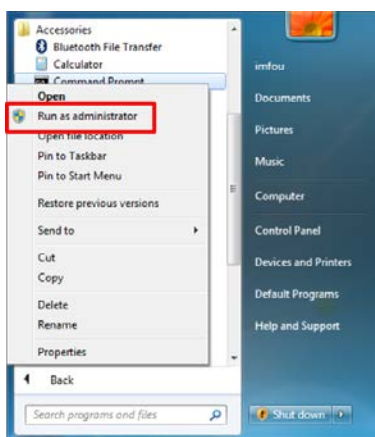 Accessories
Bluetooth File Transfer
Calculator
Command Prompt
Open
Run as administrator
Open file location
Pin to Taskbar
Pin to Start Menu
Restore previous versions
Send to
Cut
Copy
Delete
Rename
Properties
Back
Search programs and files
imfou
Documents
Pictures
Music
Computer
Control Panel
Devices and Printers
Default Programs
Help and Support
Shut down